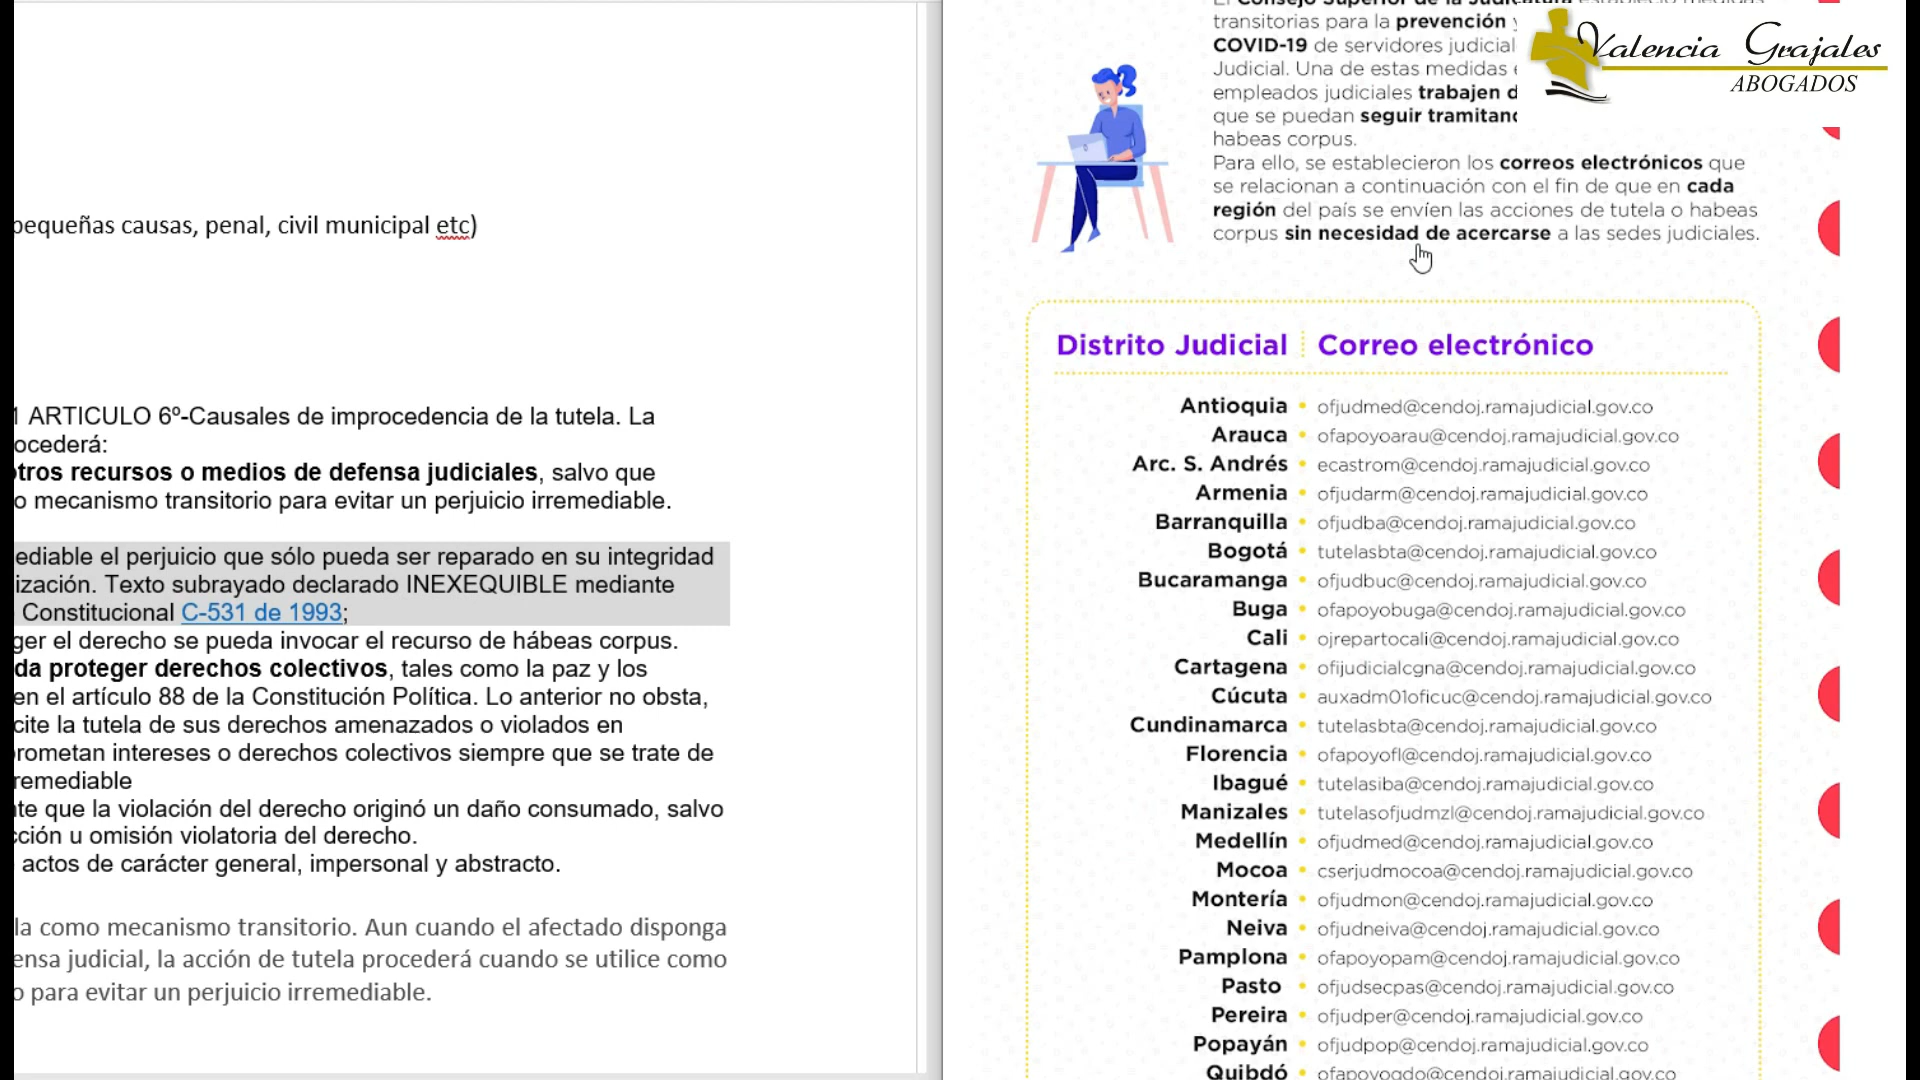 pequeñas causas, penal, civil municipal etc)
1 ARTICULO 6º-Causales de improcedencia de la tutela. La
ocederá:
otros recursos o medios de defensa judiciales, salvo que
o mecanismo transitorio para evitar un perjuicio irremediable.
ediable el perjuicio que sólo pueda ser reparado en su integridad
ización. Texto subrayado declarado INEXEQUIBLE mediante
Constitucional C-531 de 1993;
ger el derecho se pueda invocar el recurso de hábeas corpus.
da proteger derechos colectivos, tales como la paz y los
en el artículo 88 de la Constitución Política. Lo anterior no obsta,
cite la tutela de sus derechos amenazados o violados en
rometan intereses o derechos colectivos siempre que se trate de
remediable
nte que la violación del derecho originó un daño consumado, salvo
cción u omisión violatoria del derecho.
actos de carácter general, impersonal y abstracto.
la como mecanismo transitorio. Aun cuando el afectado disponga
ensa judicial, la acción de tutela procederá cuando se utilice como
o para evitar un perjuicio irremediable.
El Consejo Superior de la Judicatura estableció medidas
transitorias para la prevención y
COVID-19 de servidores judicial
Judicial. Una de estas medidas e
empleados judiciales trabajen d
que se puedan seguir tramitand
habeas corpus.
Para ello, se establecieron los correos electrónicos que
se relacionan a continuación con el fin de que en cada
región del país se envíen las acciones de tutela o habeas
corpus sin necesidad de acercarse a las sedes judiciales.
Valencia Grajales
ABOGADOS
Distrito Judicial Correo electrónico
Antioquia • ofjudmed@cendoj.ramajudicial.gov.co
Arauca • ofapoyoarau@cendoj.ramajudicial.gov.co
Arc. S. Andrés • ecastrom@cendoj.ramajudicial.gov.co
Armenia • ofjudarm@cendoj.ramajudicial.gov.co
Barranquilla • ofjudba@cendoj.ramajudicial.gov.co
Bogotá • tutelasbta@cendoj.ramajudicial.gov.co
Bucaramanga • ofjudbuc@cendoj.ramajudicial.gov.co
Buga • ofapoyobuga@cendoj.ramajudicial.gov.co
Cali • ojrepartocali@cendoj.ramajudicial.gov.co
Cartagena • ofijudicialcgna@cendoj.ramajudicial.gov.co
Cúcuta • auxadm01oficuc@cendoj.ramajudicial.gov.co
Cundinamarca • tutelasbta@cendoj.ramajudicial.gov.co
Florencia • ofapoyofl@cendoj.ramajudicial.gov.co
Ibagué • tutelasiba@cendoj.ramajudicial.gov.co
Manizales • tutelasofjudmzl@cendoj.ramajudicial.gov.co
Medellín • ofjudmed@cendoj.ramajudicial.gov.co
Mocoa • cserjudmocoa@cendoj.ramajudicial.gov.co
Montería • ofjudmon@cendoj.ramajudicial.gov.co
Neiva • ofjudneiva@cendoj.ramajudicial.gov.co
Pamplona • ofapoyopam@cendoj.ramajudicial.gov.co
Pasto • ofjudsecpas@cendoj.ramajudicial.gov.co
Pereira • ofjudper@cendoj.ramajudicial.gov.co
Popayán • ofjudpop@cendoj.ramajudicial.gov.co
Quibdó • ofapoyoqdo@cendoj.ramajudicial.gov.co